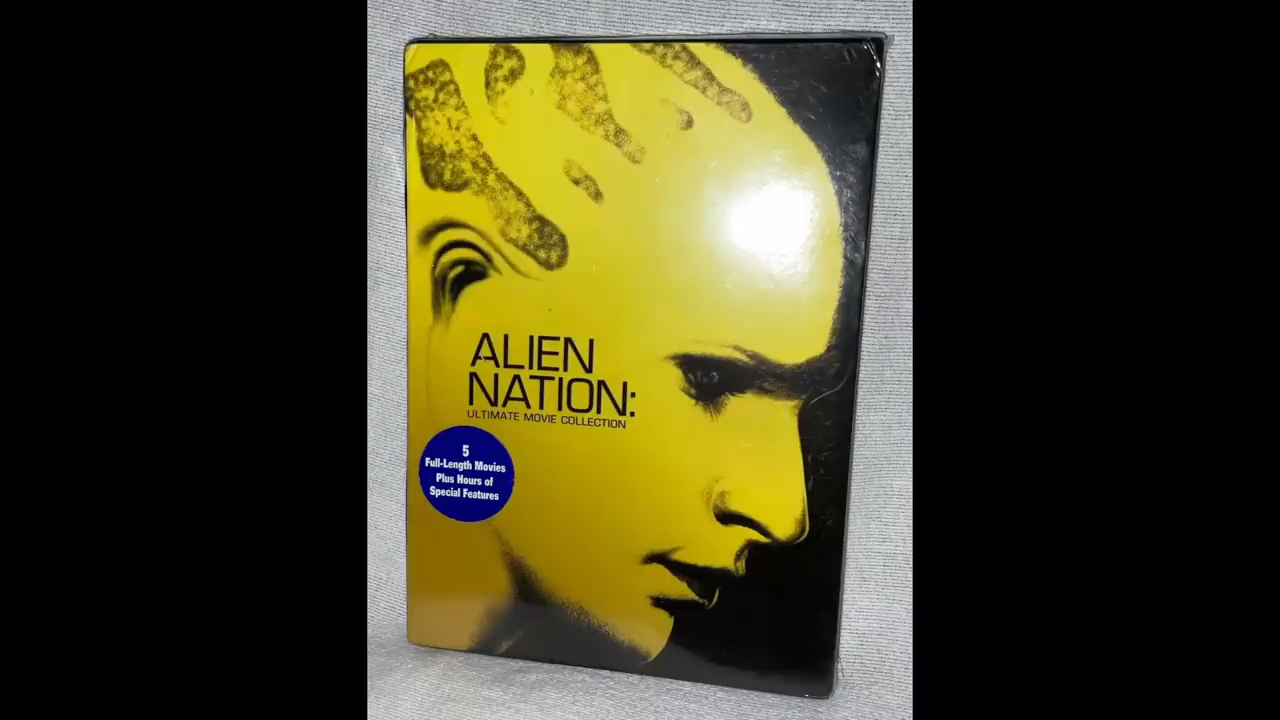 ALIEN
NATION:
ULTIMATE MOVIE COLLECTION
5
Full-Length Movies
Plus Hours of
Special Features